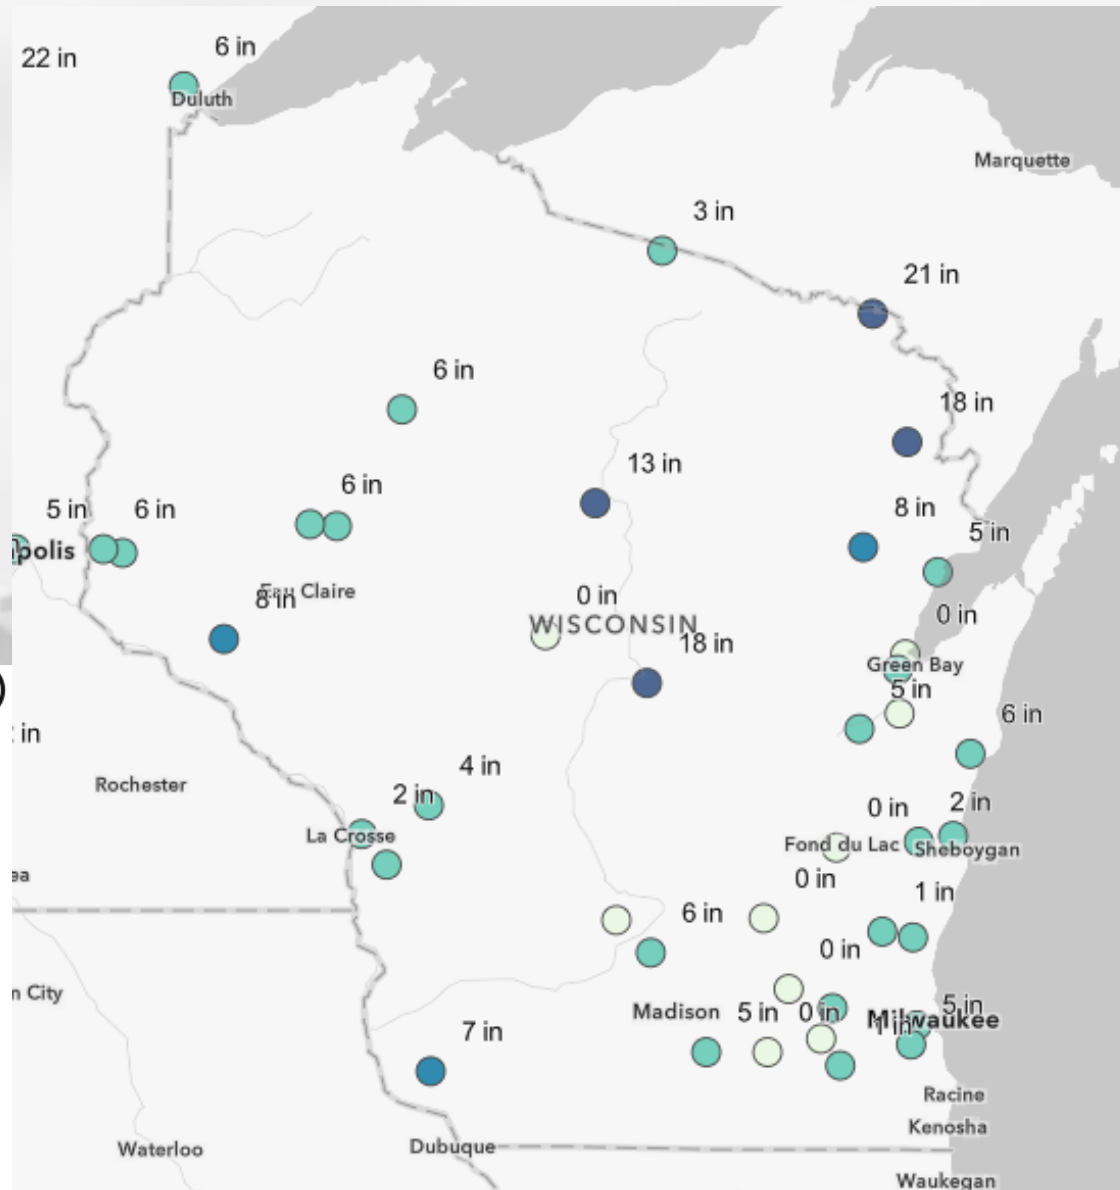 6 in
22 in
Duluth
Marquette
3 in
21 in
6 in
18 in
13 in
6 in
5 in
6 in
8 in
5 in
polis
Eau Claire
8 in
0 in
0 in
WISCONSIN
18 in
Green Bay
5 in
)
in
6 in
4 in
Rochester
2 in
0 in
2 in
La Crosse
Fond du Lac
Sheboygan
ea
0 in
1 in
6 in
0 in
n City
Madison
5 in
0 in
5 in
Milwaukee
1 in
7 in
Racine
Kenosha
Waterloo
Dubuque
Waukegan